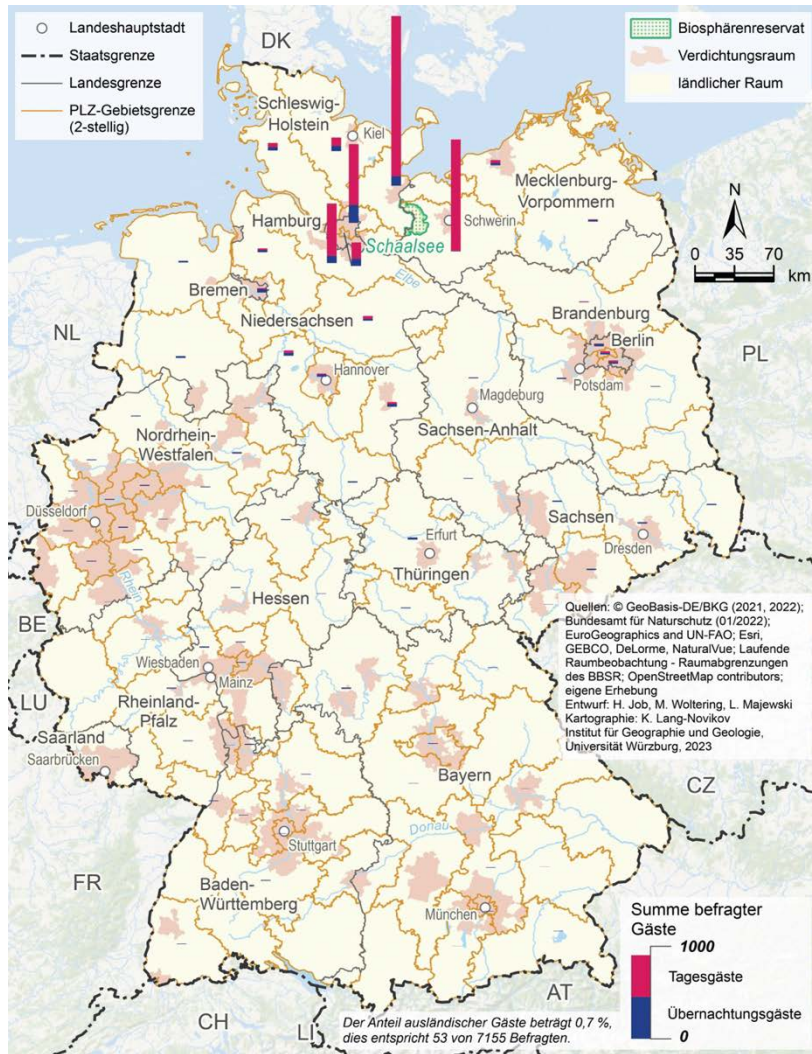 Landeshauptstadt
Staatsgrenze
Landesgrenze
PLZ-Gebietsgrenze
(2-stellig)
DK
Biosphärenreservat
Verdichtungsraum
ländlicher Raum
Schleswig-
Holstein
Kiel
Mecklenburg-
Vorpommern
Hamburg
Schwerin
Schaalsee
N
0 35 70
km
Elbe
Bremen
Niedersachsen
Brandenburg
Berlin
NL
PL
Hannover
Potsdam
Magdeburg
Sachsen-Anhalt
Nordrhein-
Westfalen
Düsseldorf
Sachsen
Erfurt
Dresden
Thüringen
Rhein
Hessen
BE
Quellen: © GeoBasis-DE/BKG (2021, 2022);
Bundesamt für Naturschutz (01/2022);
EuroGeographics and UN-FAO; Esri,
GEBCO, DeLorme, NaturalVue; Laufende
Raumbeobachtung - Raumabgrenzungen
des BBSR; OpenStreetMap contributors;
eigene Erhebung
Entwurf: H. Job, M. Woltering, L. Majewski
Kartographie: K. Lang-Novikov
Institut für Geographie und Geologie,
Universität Würzburg, 2023
Wiesbaden
Mainz
LU
Rheinland-
Pfalz
Saarland
Saarbrücken
Bayern
CZ
Donau
Stuttgart
FR
Baden-
Württemberg
München
Summe befragter
Gäste
1000
Tagesgäste
Übernachtungsgäste
0
AT
CH
LI
Der Anteil ausländischer Gäste beträgt 0,7 %,
dies entspricht 53 von 7155 Befragten.